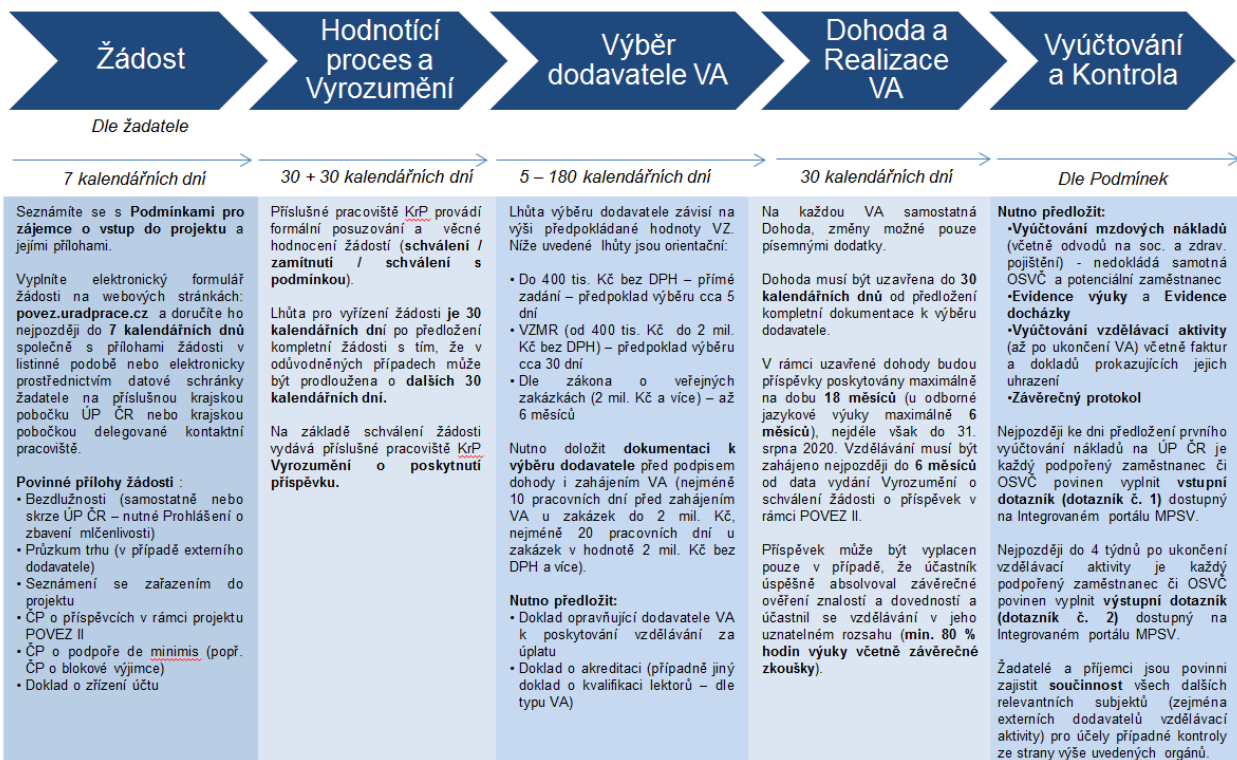 Žádost
Hodnotící
proces a
Vyrozumění
Výběr
dodavatele VA
Dohoda a
Realizace
VA
Vyúčtování
a Kontrola
Dle žadatele
7 kalendářních dní
30 + 30 kalendářních dní
5 – 180 kalendářních dní
30 kalendářních dní
Dle Podmínek
Seznámíte se s Podmínkami pro
zájemce o vstup do projektu a
jejími přílohami.
Vyplníte elektronický formulář
žádosti na webových stránkách:
povez.uradprace.cz a doručíte ho
nejpozději do 7 kalendářních dnů
společně s přílohami žádosti v
listinné podobě nebo elektronicky
prostřednictvím datové schránky
žadatele na příslušnou krajskou
pobočku ÚP ČR nebo krajskou
pobočkou delegované kontaktní
pracoviště.
Povinné přílohy žádosti :
• Bezdlužnosti (samostatně nebo
skrze ÚP ČR – nutné Prohlášení o
zbavení mlčenlivosti)
• Průzkum trhu (v případě externího
dodavatele)
• Seznámení se zařazením do
projektu
• ČP o příspěvcích v rámci projektu
POVEZ II
• ČP o podpoře de minimis (popř.
ČP o blokové výjimce)
• Doklad o zřízení účtu
Příslušné pracoviště KrP provádí
formální posuzování a věcné
hodnocení žádostí (schválení /
zamítnutí / schválení s
podmínkou).
Lhůta pro vyřízení žádosti je 30
kalendářních dní po předložení
kompletní žádosti s tím, že v
odůvodněných případech může
být prodloužena o dalších 30
kalendářních dní.
Na základě schválení žádosti
vydává příslušné pracoviště KrP
Vyrozumění o poskytnutí
příspěvku.
Lhůta výběru dodavatele závisí na
výši předpokládané hodnoty VZ.
Níže uvedené lhůty jsou orientační:
• Do 400 tis. Kč bez DPH – přímé
zadání – předpoklad výběru cca 5
dní
• VZMR (od 400 tis. Kč do 2 mil.
Kč bez DPH) – předpoklad výběru
cca 30 dní
• Dle zákona o veřejných
zakázkách (2 mil. Kč a více) – až
6 měsíců
Nutno doložit dokumentaci k
výběru dodavatele před podpisem
dohody i zahájením VA (nejméně
10 pracovních dní před zahájením
VA u zakázek do 2 mil. Kč,
nejméně 20 pracovních dní u
zakázek v hodnotě 2 mil. Kč bez
DPH a více).
Nutno předložit:
• Doklad opravňující dodavatele VA
k poskytování vzdělávání za
úplatu
• Doklad o akreditaci (případně jiný
doklad o kvalifikaci lektorů – dle
typu VA)
Na každou VA samostatná
Dohoda, změny možné pouze
písemnými dodatky.
Dohoda musí být uzavřena do 30
kalendářních dnů od předložení
kompletní dokumentace k výběru
dodavatele.
V rámci uzavřené dohody budou
příspěvky poskytovány maximálně
na dobu 18 měsíců (u odborné
jazykové výuky maximálně 6
měsíců), nejdéle však do 31.
srpna 2020. Vzdělávání musí být
zahájeno nejpozději do 6 měsíců
od data vydání Vyrozumění o
schválení žádosti o příspěvek v
rámci POVEZ II.
Příspěvek může být vyplacen
pouze v případě, že účastník
úspěšně absolvoval závěrečné
ověření znalostí a dovedností a
účastnil se vzdělávání v jeho
uznatelném rozsahu (min. 80 %
hodin výuky včetně závěrečné
zkoušky).
Nutno předložit:
•Vyúčtování mzdových nákladů
(včetně odvodů na soc. a zdrav.
pojištění) - nedokládá samotná
OSVČ a potenciální zaměstnanec
•Evidence výuky a Evidence
docházky
•Vyúčtování vzdělávací aktivity
(až po ukončení VA) včetně faktur
a dokladů prokazujících jejich
uhrazení
•Závěrečný protokol
Nejpozději ke dni předložení prvního
vyúčtování nákladů na ÚP ČR je
každý podpořený zaměstnanec či
OSVČ povinen vyplnit vstupní
dotazník (dotazník č. 1) dostupný
na Integrovaném portálu MPSV.
Nejpozději do 4 týdnů po ukončení
vzdělávací aktivity je každý
podpořený zaměstnanec či OSVČ
povinen vyplnit výstupní dotazník
(dotazník č. 2) dostupný na
Integrovaném portálu MPSV.
Žadatelé a příjemci jsou povinni
zajistit součinnost všech dalších
relevantních subjektů (zejména
externích dodavatelů vzdělávací
aktivity) pro účely případné kontroly
ze strany výše uvedených orgánů.